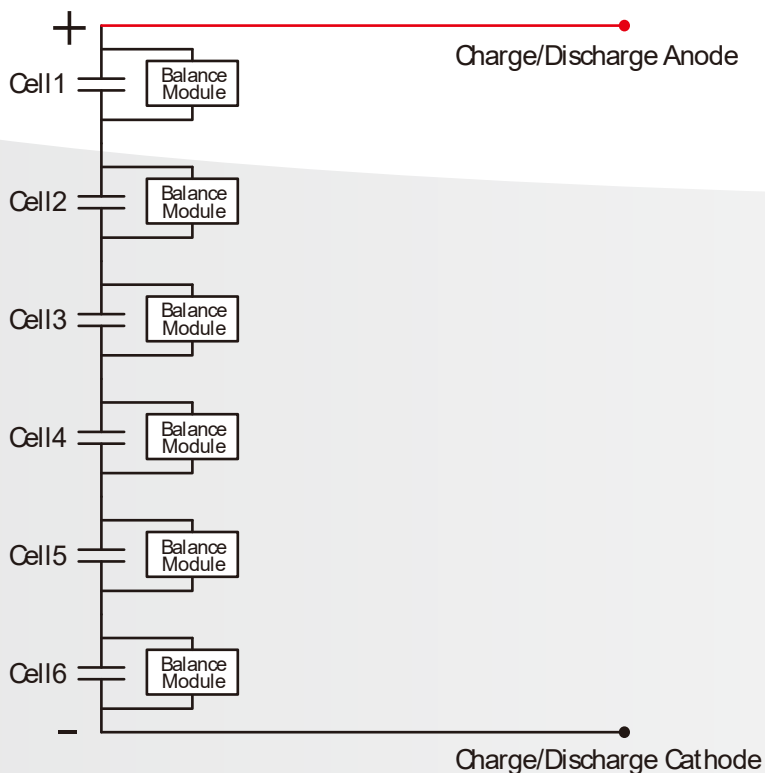 +
Charge/Discharge Anode
Cell1
Balance
Module
Cell2
Balance
Module
Cell3
Balance
Module
Cell4
Balance
Module
Cell5
Balance
Module
Cell6
Balance
Module
-
Charge/Discharge Cathode